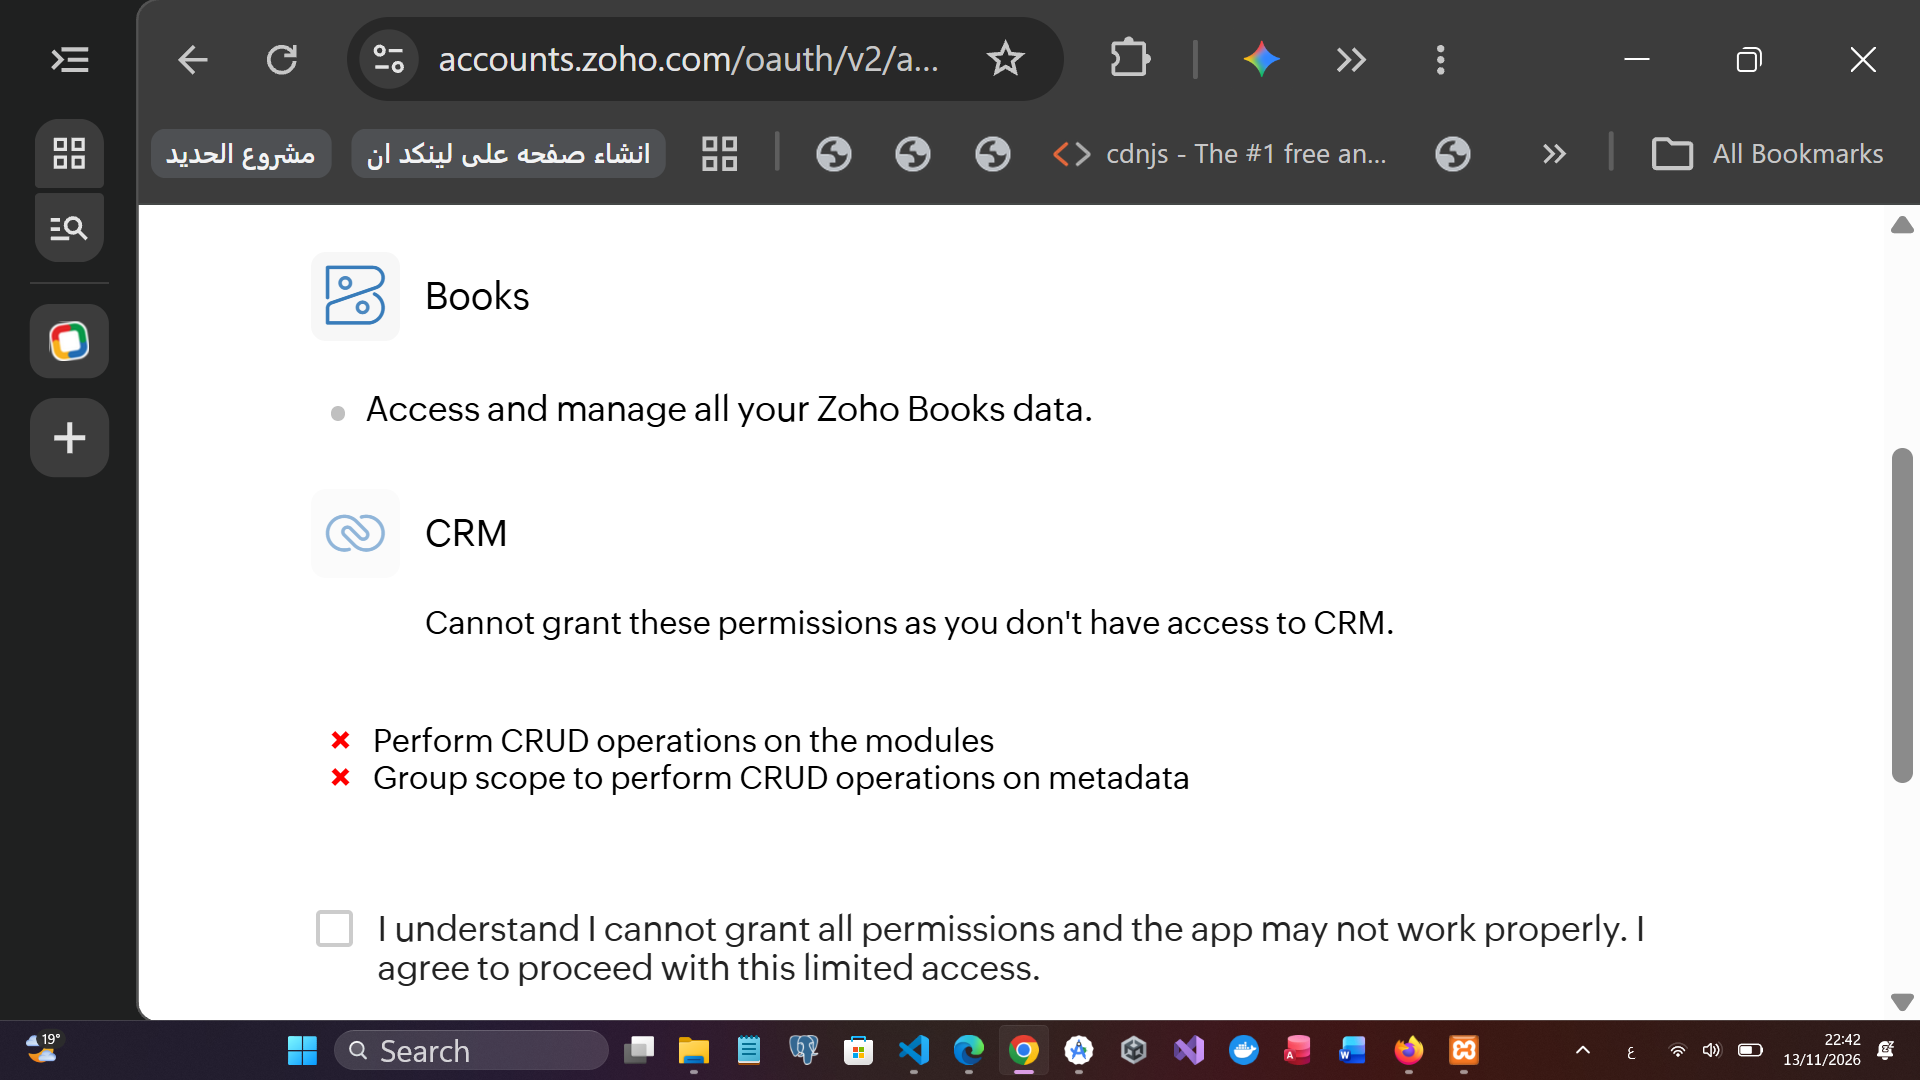 accounts.zoho.com/oauth/v2/a...
مشروع الحديد
انشاء صفحه على لينكد ان
cdnjs - The #1 free an...
All Bookmarks
Books
Access and manage all your Zoho Books data.
CRM
Cannot grant these permissions as you don't have access to CRM.
Perform CRUD operations on the modules
Group scope to perform CRUD operations on metadata
I understand I cannot grant all permissions and the app may not work properly. I
agree to proceed with this limited access.
19°
Search
ع
22:42
13/11/2026